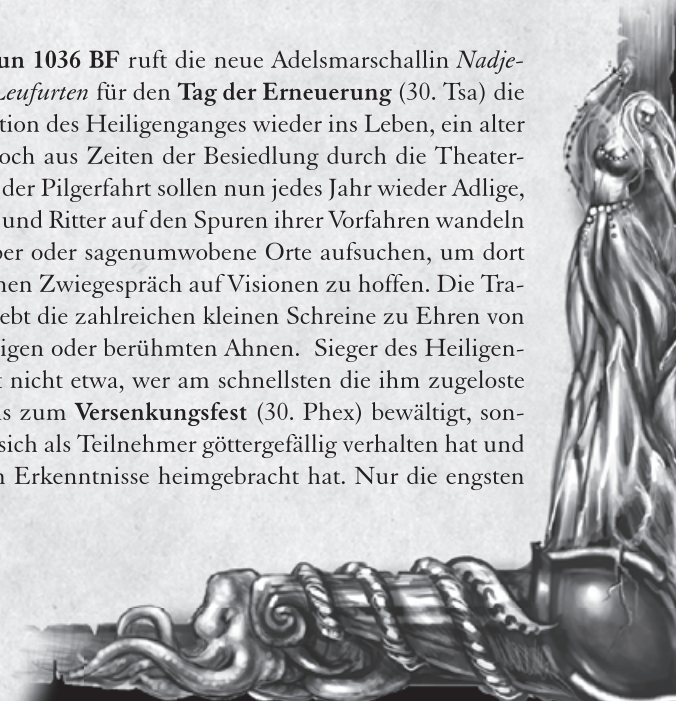 un 1036 BF ruft die neue Adelsmarschallin Nadje-
Leufurten für den Tag der Erneuerung (30. Tsa) die
tion des Heiligenganges wieder ins Leben, ein alter
och aus Zeiten der Besiedlung durch die Theater-
der Pilgerfahrt sollen nun jedes Jahr wieder Adlige,
und Ritter auf den Spuren ihrer Vorfahren wandeln
ber oder sagenumwobene Orte aufsuchen, um dort
nen Zwiegespräch auf Visionen zu hoffen. Die Tra-
ebt die zahlreichen kleinen Schreine zu Ehren von
igen oder berühmten Ahnen. Sieger des Heiligen-
t nicht etwa, wer am schnellsten die ihm zugeloste
is zum Versenkungsfest (30. Phex) bewältigt, son-
sich als Teilnehmer göttergefällig verhalten hat und
n Erkenntnisse heimgebracht hat. Nur die engsten